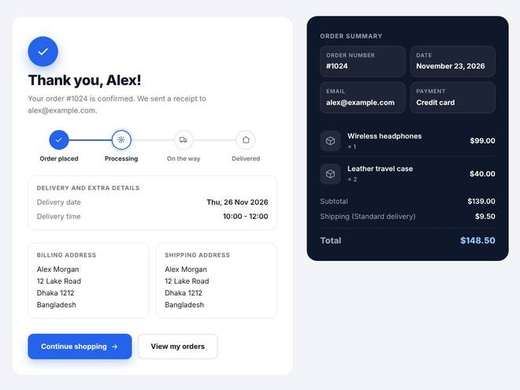 Thank you, Alex!
Your order #1024 is confirmed. We sent a receipt to
alex@example.com.
Order placed
Processing
On the way
Delivered
DELIVERY AND EXTRA DETAILS
Delivery date Thu, 26 Nov 2026
Delivery time 10:00 - 12:00
BILLING ADDRESS
Alex Morgan
12 Lake Road
Dhaka 1212
Bangladesh
SHIPPING ADDRESS
Alex Morgan
12 Lake Road
Dhaka 1212
Bangladesh
Continue shopping →
View my orders
ORDER SUMMARY
ORDER NUMBER
#1024
DATE
November 23, 2026
EMAIL
alex@example.com
PAYMENT
Credit card
Wireless headphones $99.00
× 1
Leather travel case $40.00
× 2
Subtotal $139.00
Shipping (Standard delivery) $9.50
Total $148.50